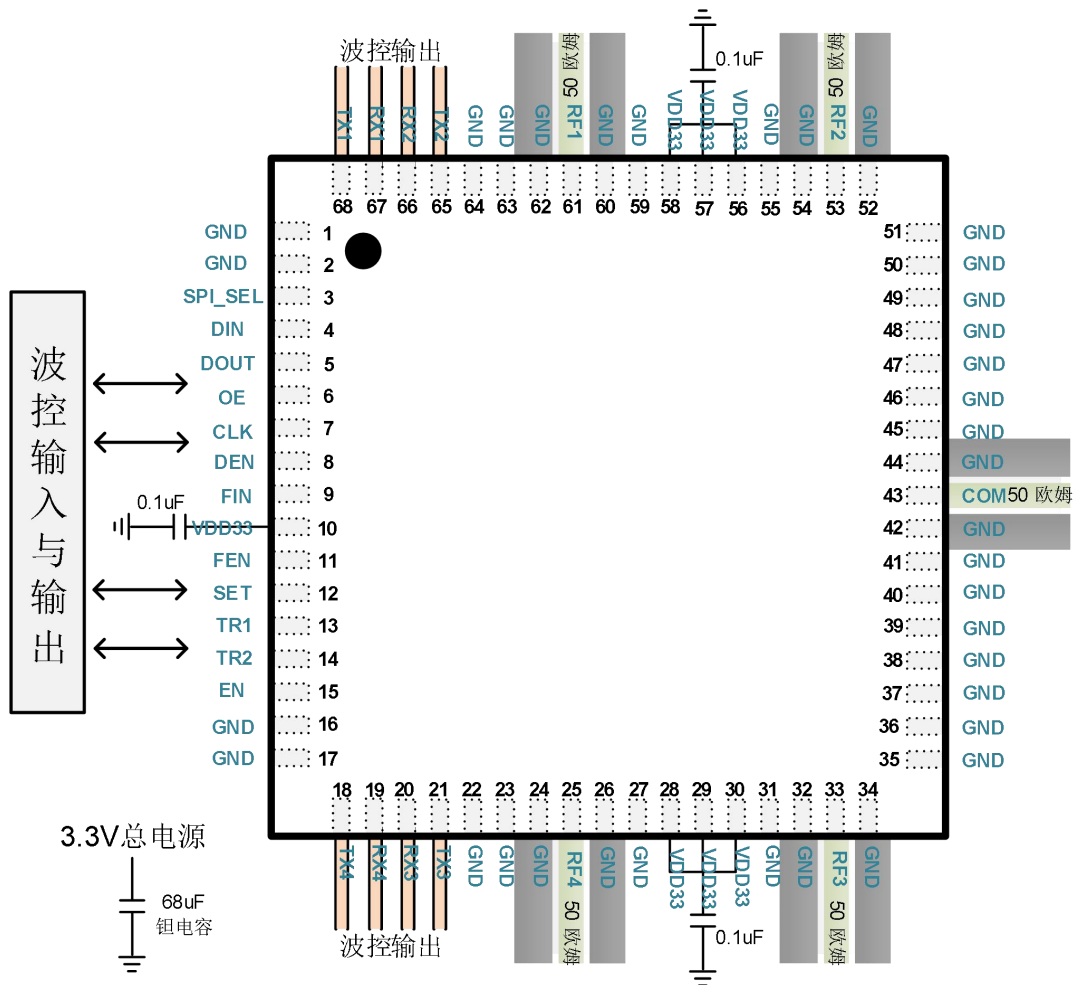 波控输出
50 欧姆
0.1uF
50 欧姆
TX1 RX1 RX2 TX2 GND GND GND RF1 GND GND VDD33 VDD33 VDD33 GND GND RF2 GND
68 67 66 65 64 63 62 61 60 59 58 57 56 55 54 53 52
GND 1
GND 2
SPI_SEL 3
DIN 4
DOUT 5
OE 6
CLK 7
DEN 8
FIN 9
0.1uF
VDD33 10
FEN 11
SET 12
TR1 13
TR2 14
EN 15
GND 16
GND 17
波控输入与输出
51 GND
50 GND
49 GND
48 GND
47 GND
46 GND
45 GND
44 GND
43 COM 50 欧姆
42 GND
41 GND
40 GND
39 GND
38 GND
37 GND
36 GND
35 GND
18 19 20 21 22 23 24 25 26 27 28 29 30 31 32 33 34
TX4 RX4 RX3 TX3 GND GND GND RF4 GND GND VDD33 VDD33 VDD33 GND GND RF3 GND
波控输出
50 欧姆
0.1uF
50 欧姆
3.3V总电源
68uF
钽电容